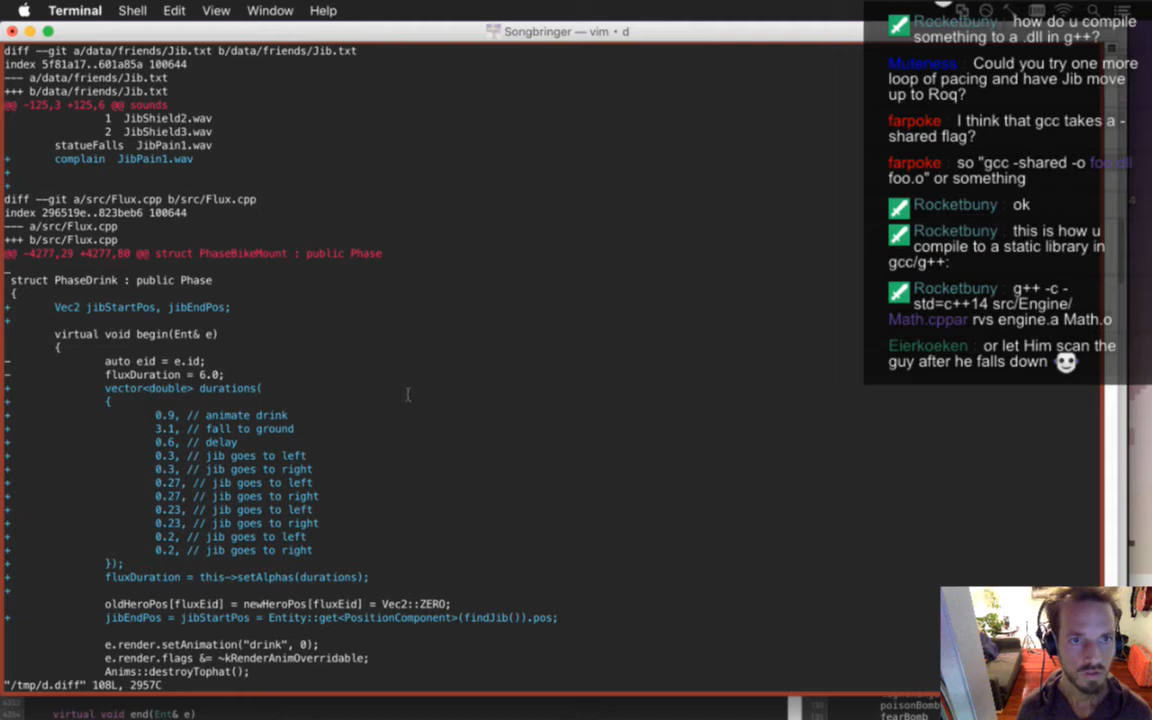 Terminal Shell Edit View Window Help
Songbringer — vim • d
diff --git a/data/friends/Jib.txt b/data/friends/Jib.txt
index 5f81a17..601a85a 100644
--- a/data/friends/Jib.txt
+++ b/data/friends/Jib.txt
@@ -125,3 +125,6 @@ sounds
1 JibShield2.wav
2 JibShield3.wav
statueFalls JibPain1.wav
+ complain JibPain1.wav
+
+
diff --git a/src/Flux.cpp b/src/Flux.cpp
index 296519e..823beb6 100644
--- a/src/Flux.cpp
+++ b/src/Flux.cpp
@@ -4277,29 +4277,80 @@ struct PhaseBikeMount : public Phase
struct PhaseDrink : public Phase
{
+ Vec2 jibStartPos, jibEndPos;
+
virtual void begin(Ent& e)
{
- auto eid = e.id;
- fluxDuration = 6.0;
+ vector<double> durations(
+ {
+ 0.9, // animate drink
+ 3.1, // fall to ground
+ 0.6, // delay
+ 0.3, // jib goes to left
+ 0.3, // jib goes to right
+ 0.27, // jib goes to left
+ 0.27, // jib goes to right
+ 0.23, // jib goes to left
+ 0.23, // jib goes to right
+ 0.2, // jib goes to left
+ 0.2, // jib goes to right
+ });
+ fluxDuration = this->setAlphas(durations);
+
oldHeroPos[fluxEid] = newHeroPos[fluxEid] = Vec2::ZERO;
+ jibEndPos = jibStartPos = Entity::get<PositionComponent>(findJib()).pos;
e.render.setAnimation("drink", 0);
e.render.flags &= ~kRenderAnimOverridable;
Anims::destroyTophat();
"/tmp/d.diff" 108L, 2957C
virtual void end(Ent& e)
poisonBomb
fearBomb
Rocketbuny: how do u compile
something to a .dll in g++?
Muleness: Could you try one more
loop of pacing and have Jib move
up to Roq?
farpoke: I think that gcc takes a -
shared flag?
farpoke: so "gcc -shared -o foo.dll
foo.o" or something
Rocketbuny: ok
Rocketbuny: this is how u
compile to a static library in
gcc/g++:
Rocketbuny: g++ -c -
std=c++14 src/Engine/
Math.cppar rvs engine.a Math.o
Eierkoeken: or let Him scan the
guy after he falls down